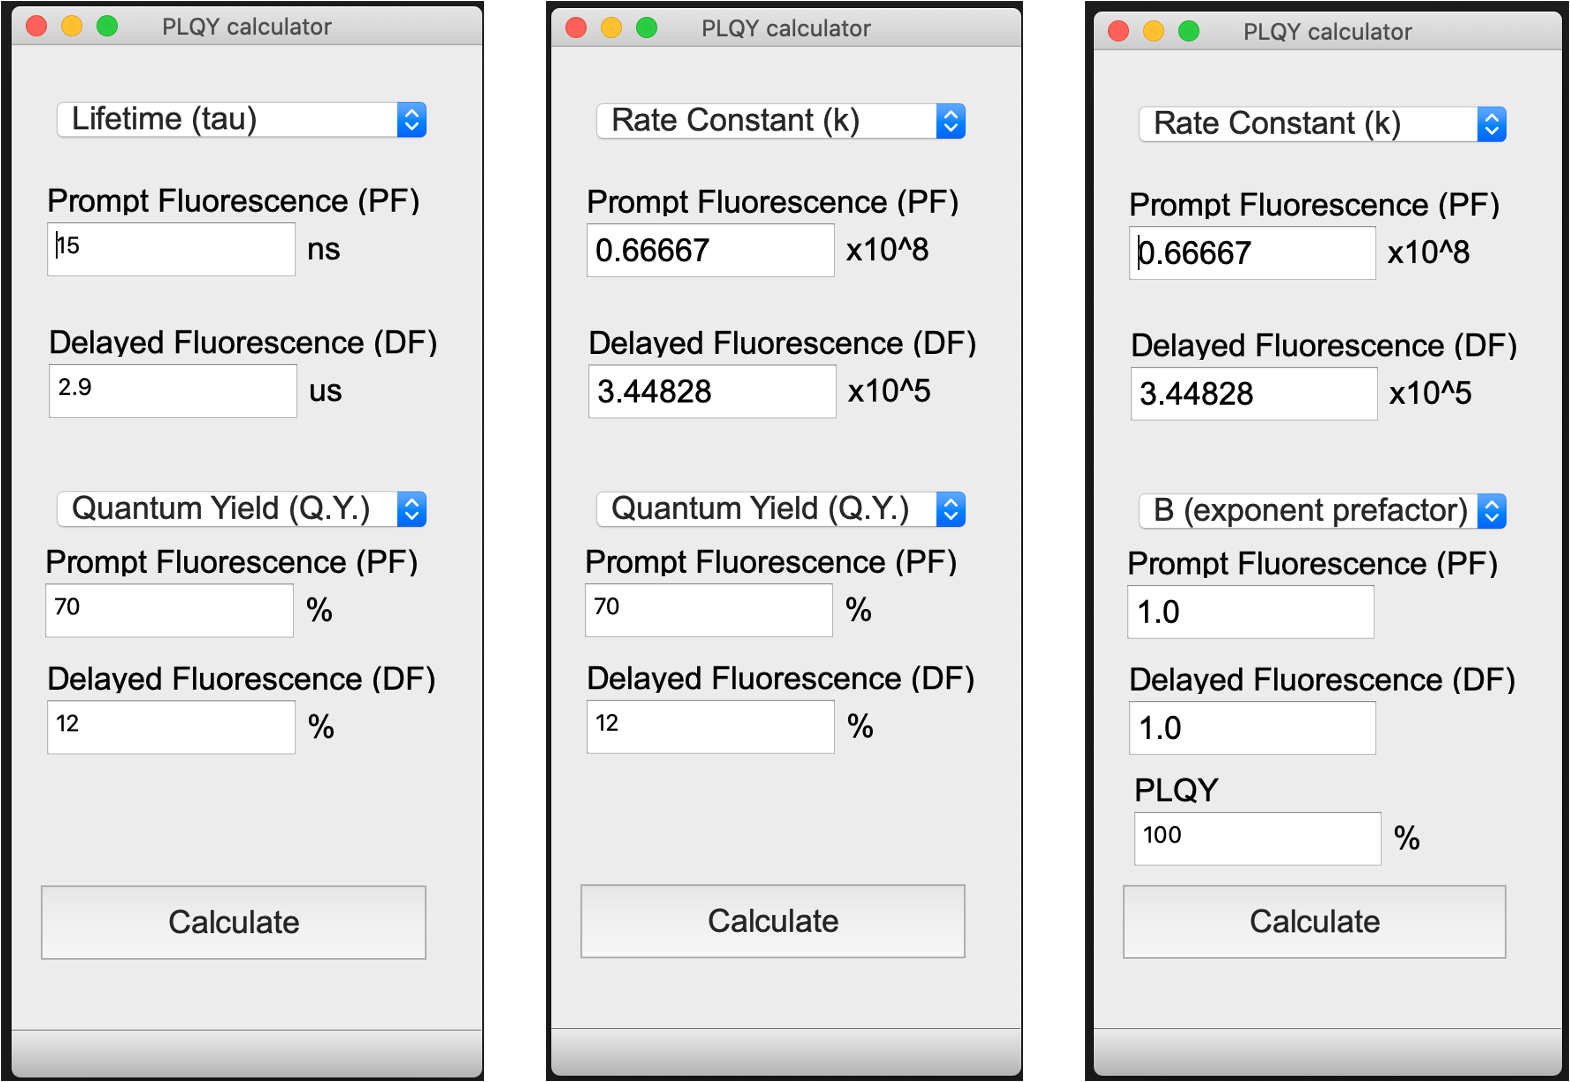 PLQY calculator
Lifetime (tau)
Prompt Fluorescence (PF)
15 ns
Delayed Fluorescence (DF)
2.9 us
Quantum Yield (Q.Y.)
Prompt Fluorescence (PF)
70 %
Delayed Fluorescence (DF)
12 %
Calculate
PLQY calculator
Rate Constant (k)
Prompt Fluorescence (PF)
0.66667 x10^8
Delayed Fluorescence (DF)
3.44828 x10^5
Quantum Yield (Q.Y.)
Prompt Fluorescence (PF)
70 %
Delayed Fluorescence (DF)
12 %
Calculate
PLQY calculator
Rate Constant (k)
Prompt Fluorescence (PF)
0.66667 x10^8
Delayed Fluorescence (DF)
3.44828 x10^5
B (exponent prefactor)
Prompt Fluorescence (PF)
1.0
Delayed Fluorescence (DF)
1.0
PLQY
100 %
Calculate